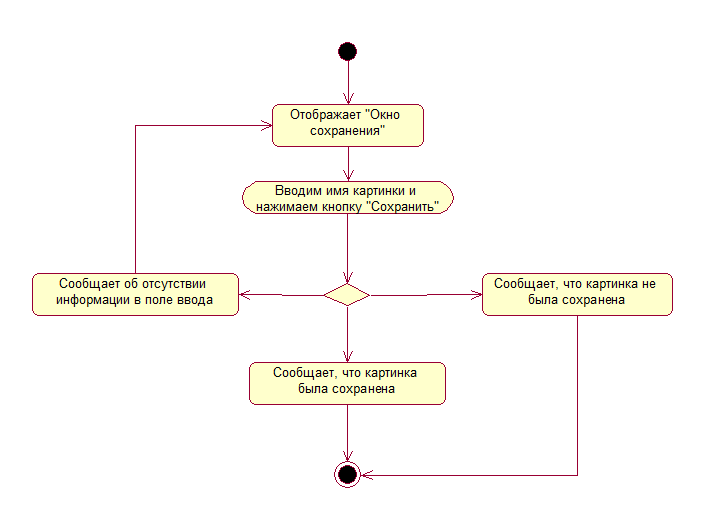 Отображает "Окно
сохранения"
Вводим имя картинки и
нажимаем кнопку "Сохранить"
Сообщает об отсутствии
информации в поле ввода
Сообщает, что картинка не
была сохранена
Сообщает, что картинка
была сохранена